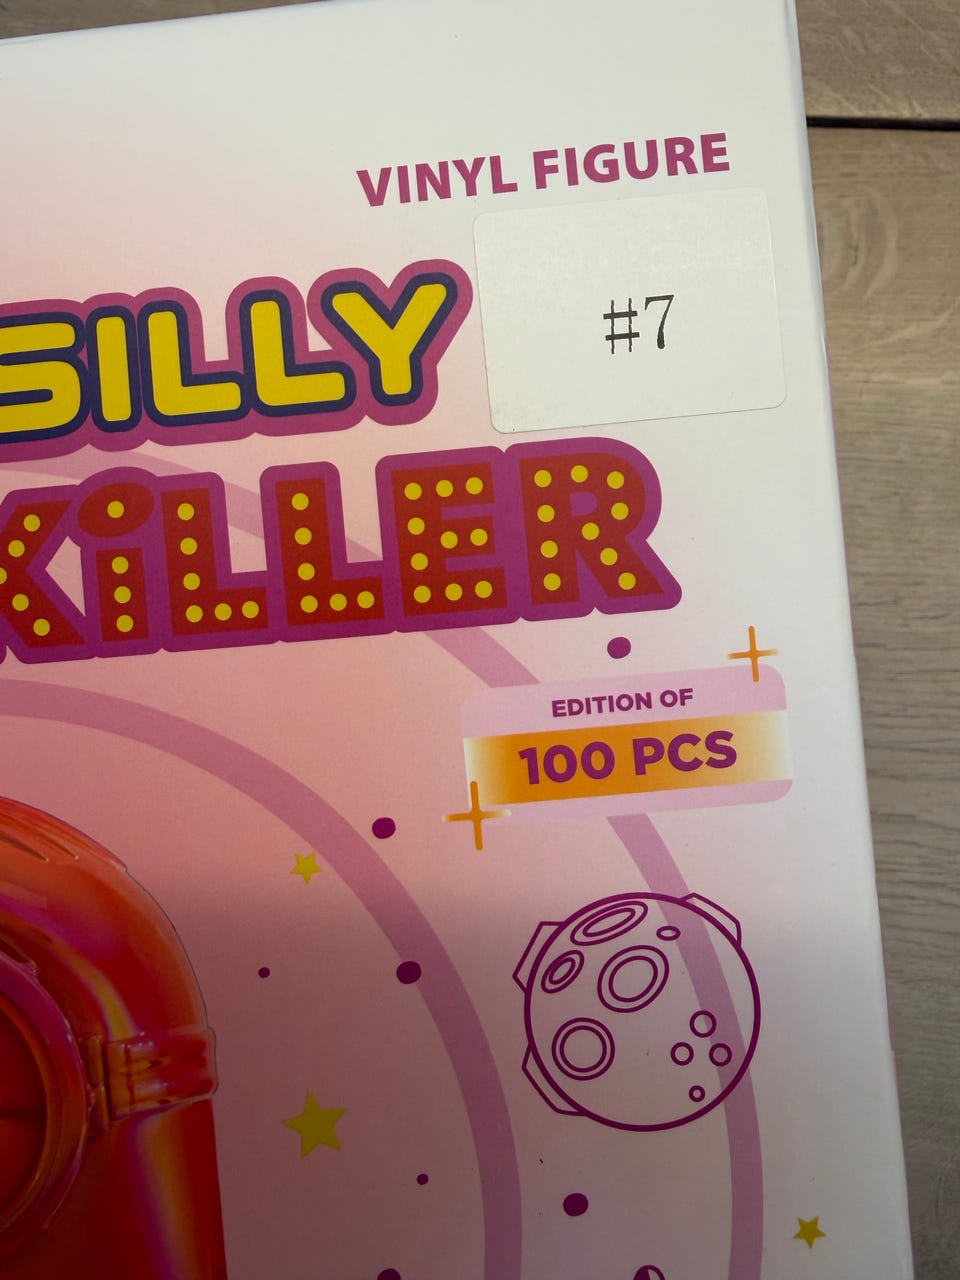 VINYL FIGURE
#7
SILLY
KiLLER
EDITION OF
100 PCS